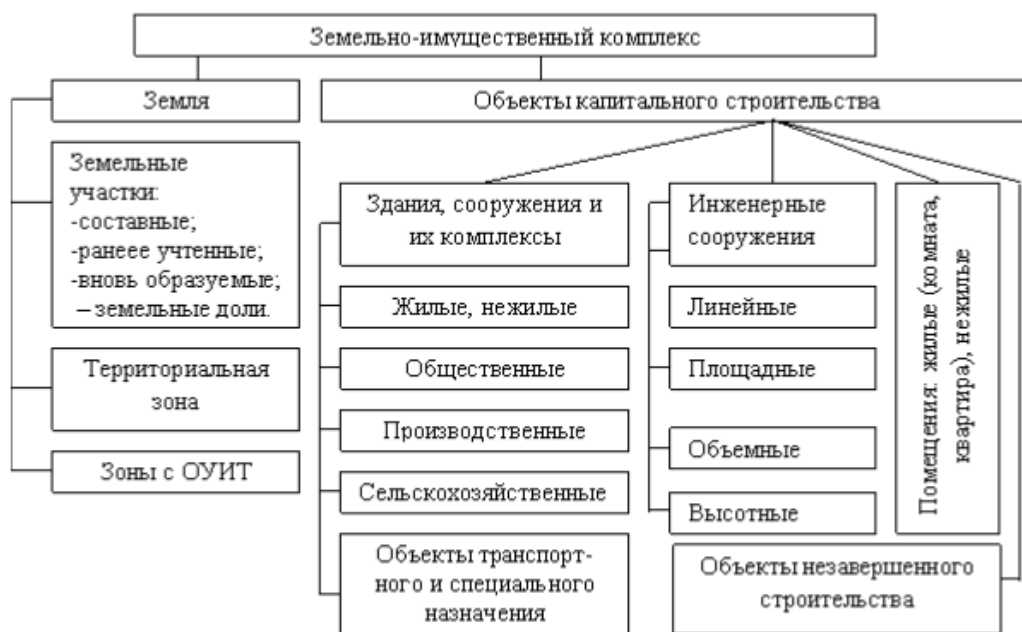 Земельно-имущественный комплекс
Земля
Объекты капитального строительства
Земельные
участки:
-составные;
-ранеее учтенные;
-вновь образуемые;
– земельные доли.
Территориальная
зона
Зоны с ОУИТ
Здания, сооружения и
их комплексы
Жилые, нежилые
Общественные
Производственные
Сельскохозяйственные
Объекты транспорт-
ного и специального
назначения
Инженерные
сооружения
Линейные
Площадные
Объемные
Высотные
Помещения: жилые (комната,
квартира), нежилые
Объекты незавершенного
строительства